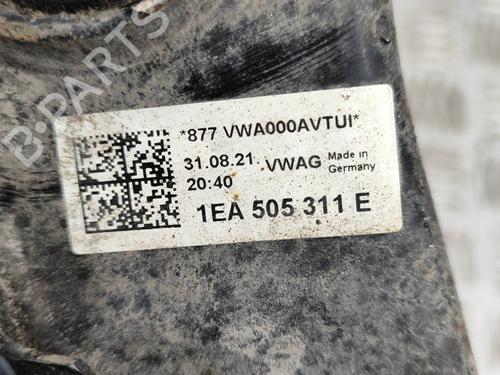 *877 VWA000AVTUI*
31.08.21. VWAG Made in Germany
20:40
1EA 505 311 E
B-PARTS